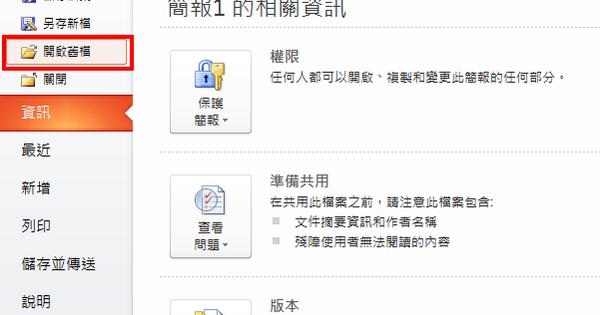 簡報1 的相關資訊
另存新檔
開啟舊檔
關閉
資訊
最近
新增
列印
儲存並傳送
說明
保護
簡報
權限
任何人都可以開啟、複製和變更此簡報的任何部分。
查看
問題
準備共用
在共用此檔案之前，請注意此檔案包含:
文件摘要資訊和作者名稱
殘障使用者無法閱讀的內容
版本